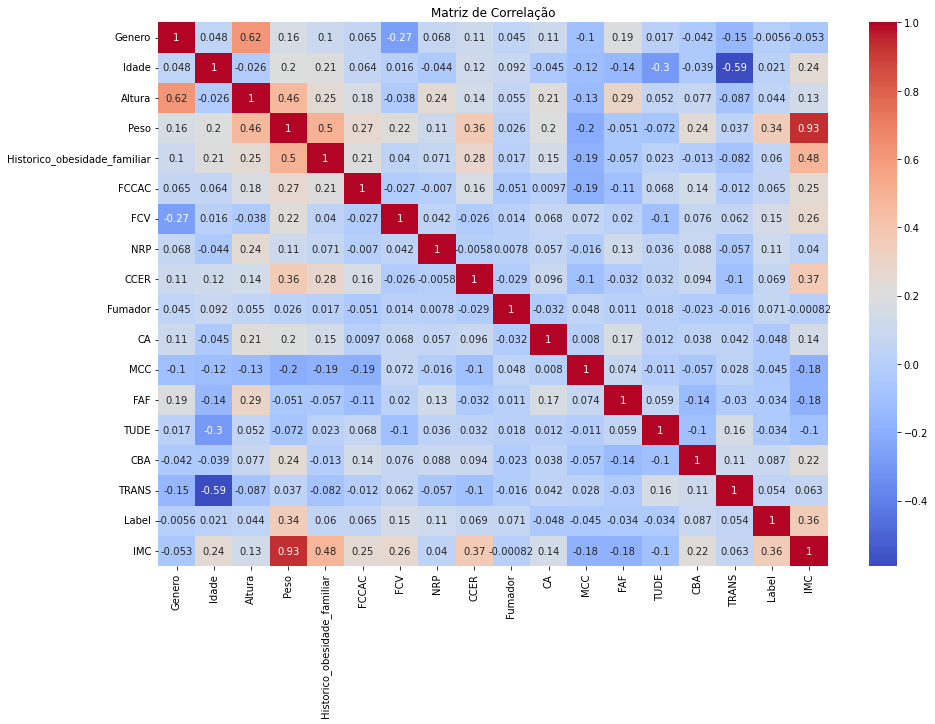 Matriz de Correlação
Genero 1 0.048 0.62 0.16 0.1 0.065 -0.27 0.068 0.11 0.045 0.11 -0.1 0.19 0.017 -0.042 -0.15 -0.0056 -0.053
Idade 0.048 1 -0.026 0.2 0.21 0.064 0.016 -0.044 0.12 0.092 -0.045 -0.12 -0.14 -0.3 -0.039 -0.59 0.021 0.24
Altura 0.62 -0.026 1 0.46 0.25 0.18 -0.038 0.24 0.14 0.055 0.21 -0.13 0.29 0.052 0.077 -0.087 0.044 0.13
Peso 0.16 0.2 0.46 1 0.5 0.27 0.22 0.11 0.36 0.026 0.2 -0.2 -0.051 -0.072 0.24 0.037 0.34 0.93
Historico_obesidade_familiar 0.1 0.21 0.25 0.5 1 0.21 0.04 0.071 0.28 0.017 0.15 -0.19 -0.057 0.023 -0.013 -0.082 0.06 0.48
FCCAC 0.065 0.064 0.18 0.27 0.21 1 -0.027 -0.007 0.16 -0.051 0.0097 -0.19 -0.11 0.068 0.14 -0.012 0.065 0.25
FCV -0.27 0.016 -0.038 0.22 0.04 -0.027 1 0.042 -0.026 0.014 0.068 0.072 0.02 -0.1 0.076 0.062 0.15 0.26
NRP 0.068 -0.044 0.24 0.11 0.071 -0.007 0.042 1 -0.0058 0.0078 0.057 -0.016 0.13 0.036 0.088 -0.057 0.11 0.04
CCER 0.11 0.12 0.14 0.36 0.28 0.16 -0.026 -0.0058 1 -0.029 0.096 -0.1 -0.032 0.032 0.094 -0.1 0.069 0.37
Fumador 0.045 0.092 0.055 0.026 0.017 -0.051 0.014 0.0078 -0.029 1 -0.032 0.048 0.011 0.018 -0.023 -0.016 0.071 -0.00082
CA 0.11 -0.045 0.21 0.2 0.15 0.0097 0.068 0.057 0.096 -0.032 1 0.008 0.17 0.012 0.038 0.042 -0.048 0.14
MCC -0.1 -0.12 -0.13 -0.2 -0.19 -0.19 0.072 -0.016 -0.1 0.048 0.008 1 0.074 -0.011 -0.057 0.028 -0.045 -0.18
FAF 0.19 -0.14 0.29 -0.051 -0.057 -0.11 0.02 0.13 -0.032 0.011 0.17 0.074 1 0.059 -0.14 -0.03 -0.034 -0.18
TUDE 0.017 -0.3 0.052 -0.072 0.023 0.068 -0.1 0.036 0.032 0.018 0.012 -0.011 0.059 1 -0.1 0.16 -0.034 -0.1
CBA -0.042 -0.039 0.077 0.24 -0.013 0.14 0.076 0.088 0.094 -0.023 0.038 -0.057 -0.14 -0.1 1 0.11 0.087 0.22
TRANS -0.15 -0.59 -0.087 0.037 -0.082 -0.012 0.062 -0.057 -0.1 -0.016 0.042 0.028 -0.03 0.16 0.11 1 0.054 0.063
Label -0.0056 0.021 0.044 0.34 0.06 0.065 0.15 0.11 0.069 0.071 -0.048 -0.045 -0.034 -0.034 0.087 0.054 1 0.36
IMC -0.053 0.24 0.13 0.93 0.48 0.25 0.26 0.04 0.37 -0.00082 0.14 -0.18 -0.18 -0.1 0.22 0.063 0.36 1
Genero Idade Altura Peso Historico_obesidade_familiar FCCAC FCV NRP CCER Fumador CA MCC FAF TUDE CBA TRANS Label IMC
1.0
0.8
0.6
0.4
0.2
0.0
−0.2
−0.4